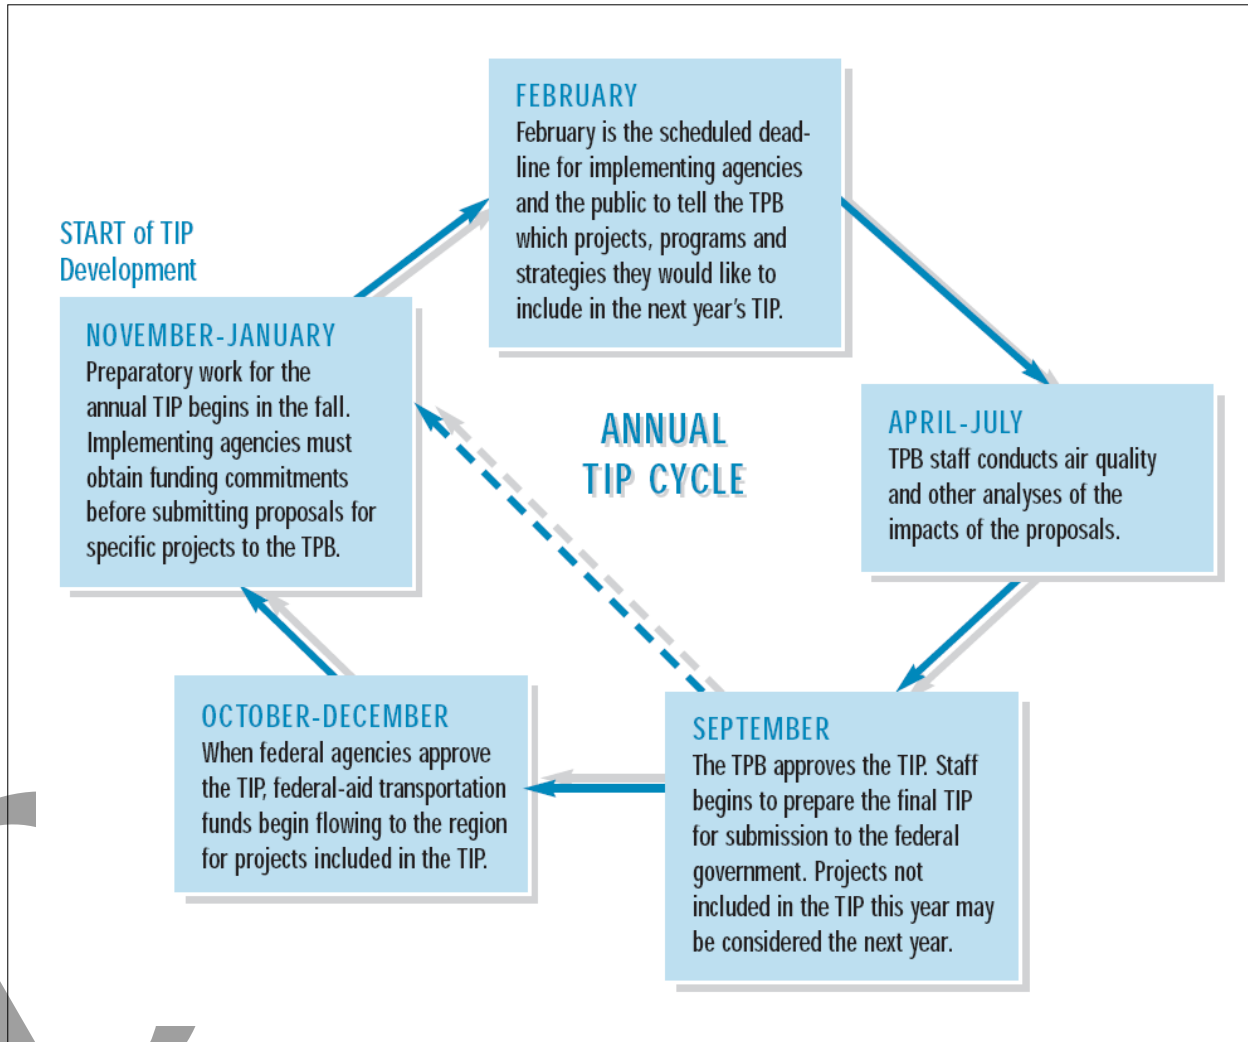 START of TIP
Development
NOVEMBER-JANUARY
Preparatory work for the
annual TIP begins in the fall.
Implementing agencies must
obtain funding commitments
before submitting proposals for
specific projects to the TPB.
FEBRUARY
February is the scheduled dead-
line for implementing agencies
and the public to tell the TPB
which projects, programs and
strategies they would like to
include in the next year's TIP.
ANNUAL
TIP CYCLE
APRIL-JULY
TPB staff conducts air quality
and other analyses of the
impacts of the proposals.
SEPTEMBER
The TPB approves the TIP. Staff
begins to prepare the final TIP
for submission to the federal
government. Projects not
included in the TIP this year may
be considered the next year.
OCTOBER-DECEMBER
When federal agencies approve
the TIP, federal-aid transportation
funds begin flowing to the region
for projects included in the TIP.